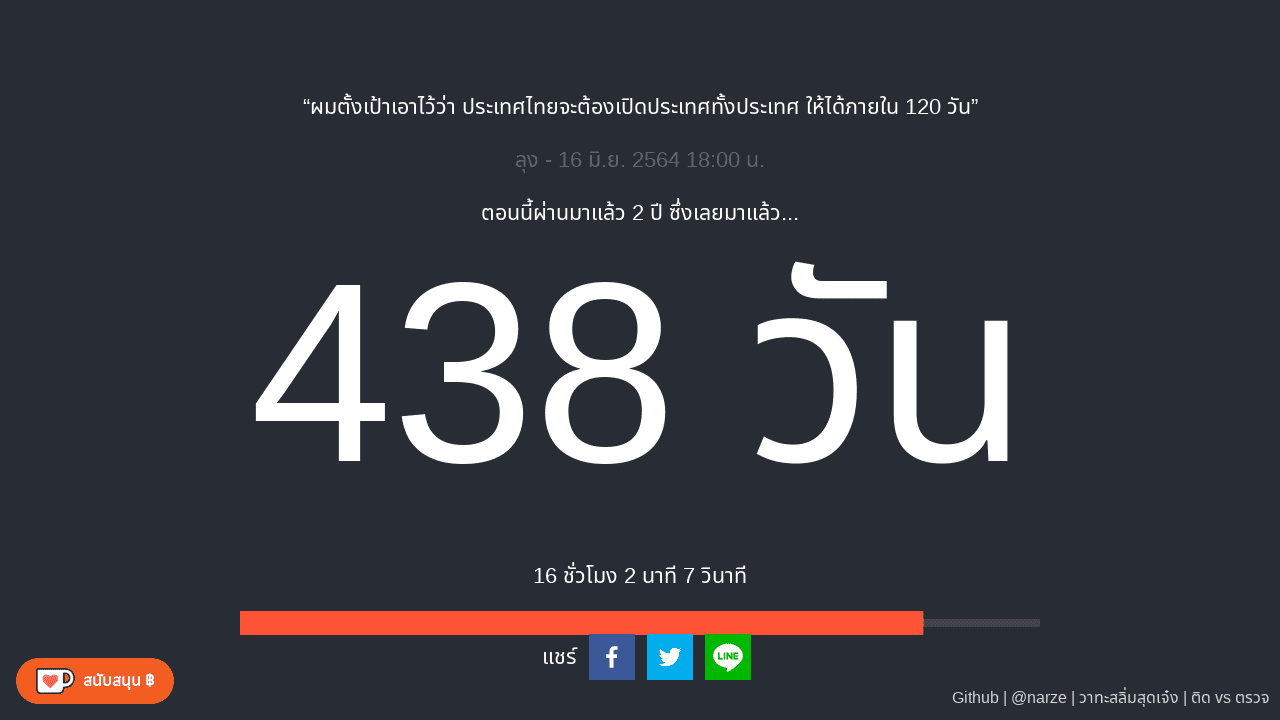 “ผมตั้งเป้าเอาไว้ว่า ประเทศไทยจะต้องเปิดประเทศทั้งประเทศ ให้ได้ภายใน 120 วัน”
ลุง - 16 มิ.ย. 2564 18:00 น.
ตอนนี้ผ่านมาแล้ว 2 ปี ซึ่งเลยมาแล้ว...
438 วัน
16 ชั่วโมง 2 นาที 7 วินาที
แชร์
LINE
สนับสนุน ฿
Github | @narze | วาทะสลิ่มสุดเจ๋ง | ติด vs ตรวจ